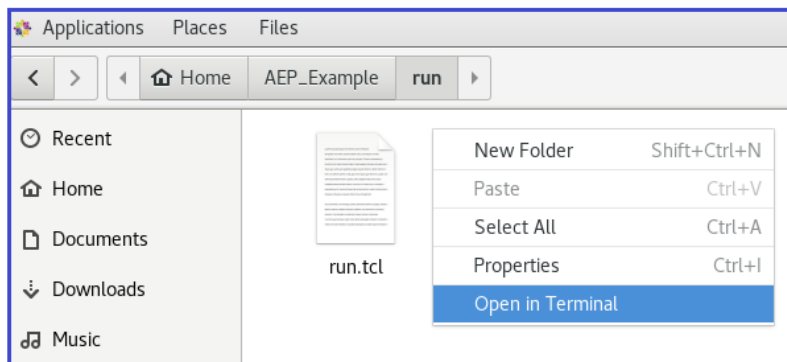 Applications Places Files
Home AEP_Example run
Recent
Home
Documents
Downloads
Music
run.tcl
New Folder Shift+Ctrl+N
Paste Ctrl+V
Select All Ctrl+A
Properties Ctrl+I
Open in Terminal